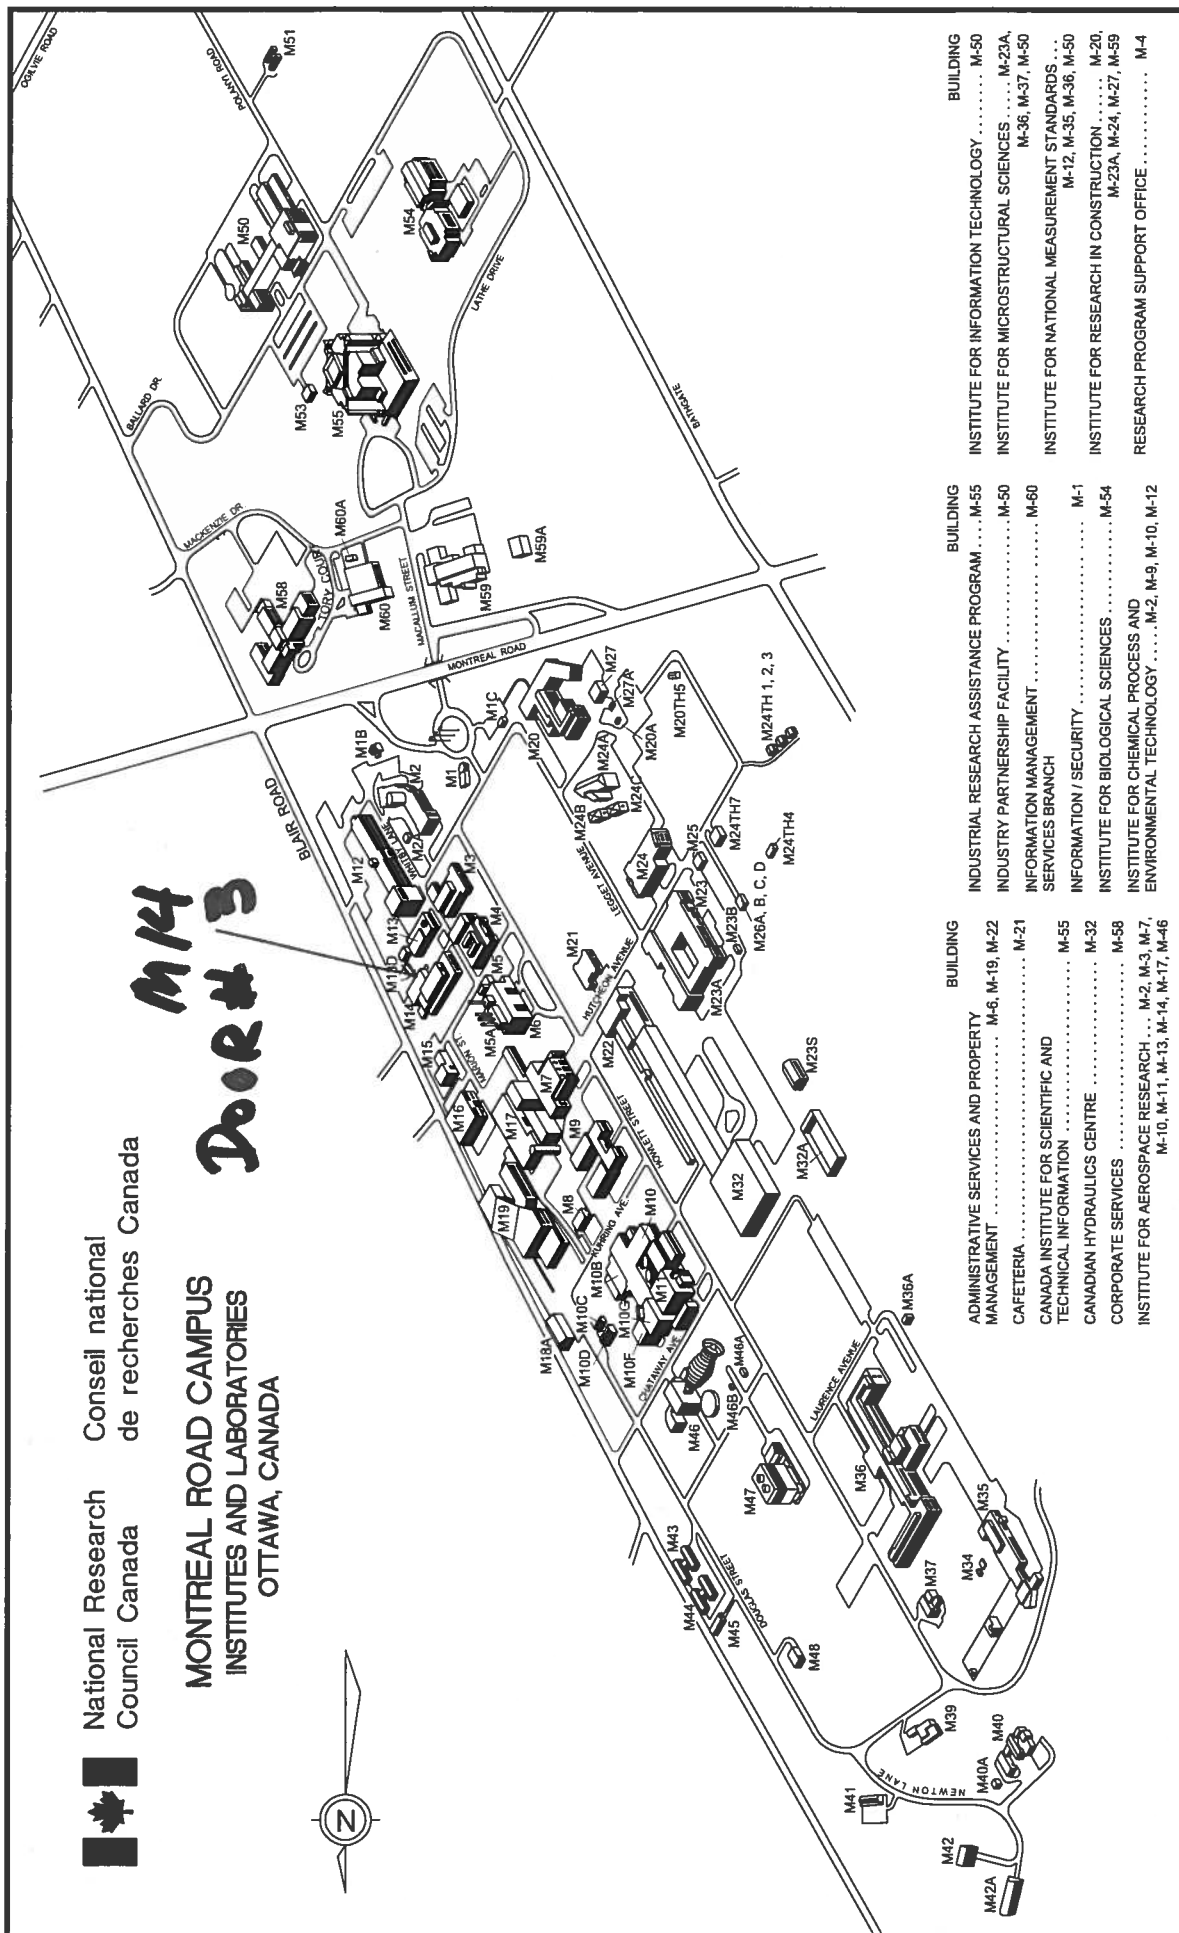 National Research Council Canada
Conseil national de recherches Canada
MONTREAL ROAD CAMPUS
INSTITUTES AND LABORATORIES
OTTAWA, CANADA
M14
DOOR # 3
N
OGILVIE ROAD
POLANYI ROAD
M51
M50
BALLARD DR.
M53
M55
M54
LATHE DRIVE
BATHGATE
MACKENZIE DR
M58
TORY COURT
M60A
M60
MACALLUM STREET
M59
M59A
MONTREAL ROAD
BLAIR ROAD
M1B
M1C
M1
M2
M2A
WHITBY LANE
M12
M3
M4
M13
M13D
M14
M5
M5A
M6
MARION ST.
M15
M16
M17
M7
M9
M8
M19
KUHRING AVE.
HOWLETT STREET
M18A
M10
M10B
M10C
M10D
M10G
M10F
M11
CHATAWAY AVE
M20
M27
M27A
M20A
M20TH5
M24TH 1, 2, 3
M24A
M24B
M24C
LEGGET AVENUE
M24
M25
M24TH7
M24TH4
M26A, B, C, D
M23
M23B
M23A
M21
HUTCHEON AVENUE
M22
M23S
M32
M32A
M46
M46A
M46B
M47
M36A
LAURENCE AVENUE
M36
M35
M34
M37
M43
M44
M45
DOUGLAS STREET
M48
M39
M40
M40A
NEWTON LANE
M41
M42
M42A
BUILDING
ADMINISTRATIVE SERVICES AND PROPERTY
MANAGEMENT .......................... M-6, M-19, M-22
CAFETERIA .................................... M-21
CANADA INSTITUTE FOR SCIENTIFIC AND
TECHNICAL INFORMATION ........................ M-55
CANADIAN HYDRAULICS CENTRE .................. M-32
CORPORATE SERVICES .......................... M-58
INSTITUTE FOR AEROSPACE RESEARCH.... M-2, M-3, M-7,
M-10, M-11, M-13, M-14, M-17, M-46
BUILDING
INDUSTRIAL RESEARCH ASSISTANCE PROGRAM .... M-55
INDUSTRY PARTNERSHIP FACILITY ................ M-50
INFORMATION MANAGEMENT .................... M-60
SERVICES BRANCH
INFORMATION / SECURITY ........................ M-1
INSTITUTE FOR BIOLOGICAL SCIENCES ............ M-54
INSTITUTE FOR CHEMICAL PROCESS AND
ENVIRONMENTAL TECHNOLOGY ..... M-2, M-9, M-10, M-12
BUILDING
INSTITUTE FOR INFORMATION TECHNOLOGY ........ M-50
INSTITUTE FOR MICROSTRUCTURAL SCIENCES ..... M-23A,
M-36, M-37, M-50
INSTITUTE FOR NATIONAL MEASUREMENT STANDARDS ...
M-12, M-35, M-36, M-50
INSTITUTE FOR RESEARCH IN CONSTRUCTION ...... M-20,
M-23A, M-24, M-27, M-59
RESEARCH PROGRAM SUPPORT OFFICE ............ M-4